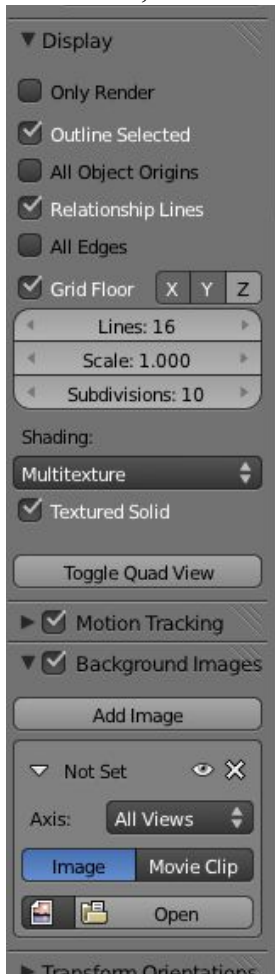 Display
Only Render
Outline Selected
All Object Origins
Relationship Lines
All Edges
Grid Floor X Y Z
Lines: 16
Scale: 1.000
Subdivisions: 10
Shading:
Multitexture
Textured Solid
Toggle Quad View
Motion Tracking
Background Images
Add Image
Not Set
Axis: All Views
Image Movie Clip
Open
Transform Orientations